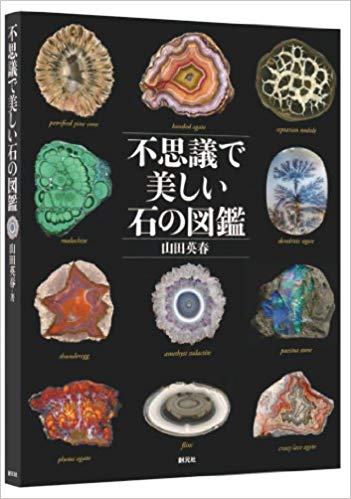 不思議で美しい石の図鑑
山田英春・著
petrified pine cone
banded agate
septarian nodule
不思議で
美しい
石の図鑑
山田英春
malachite
dendritic agate
thunderegg
amethyst stalactite
plume agate
flint
crazy lace agate
創元社